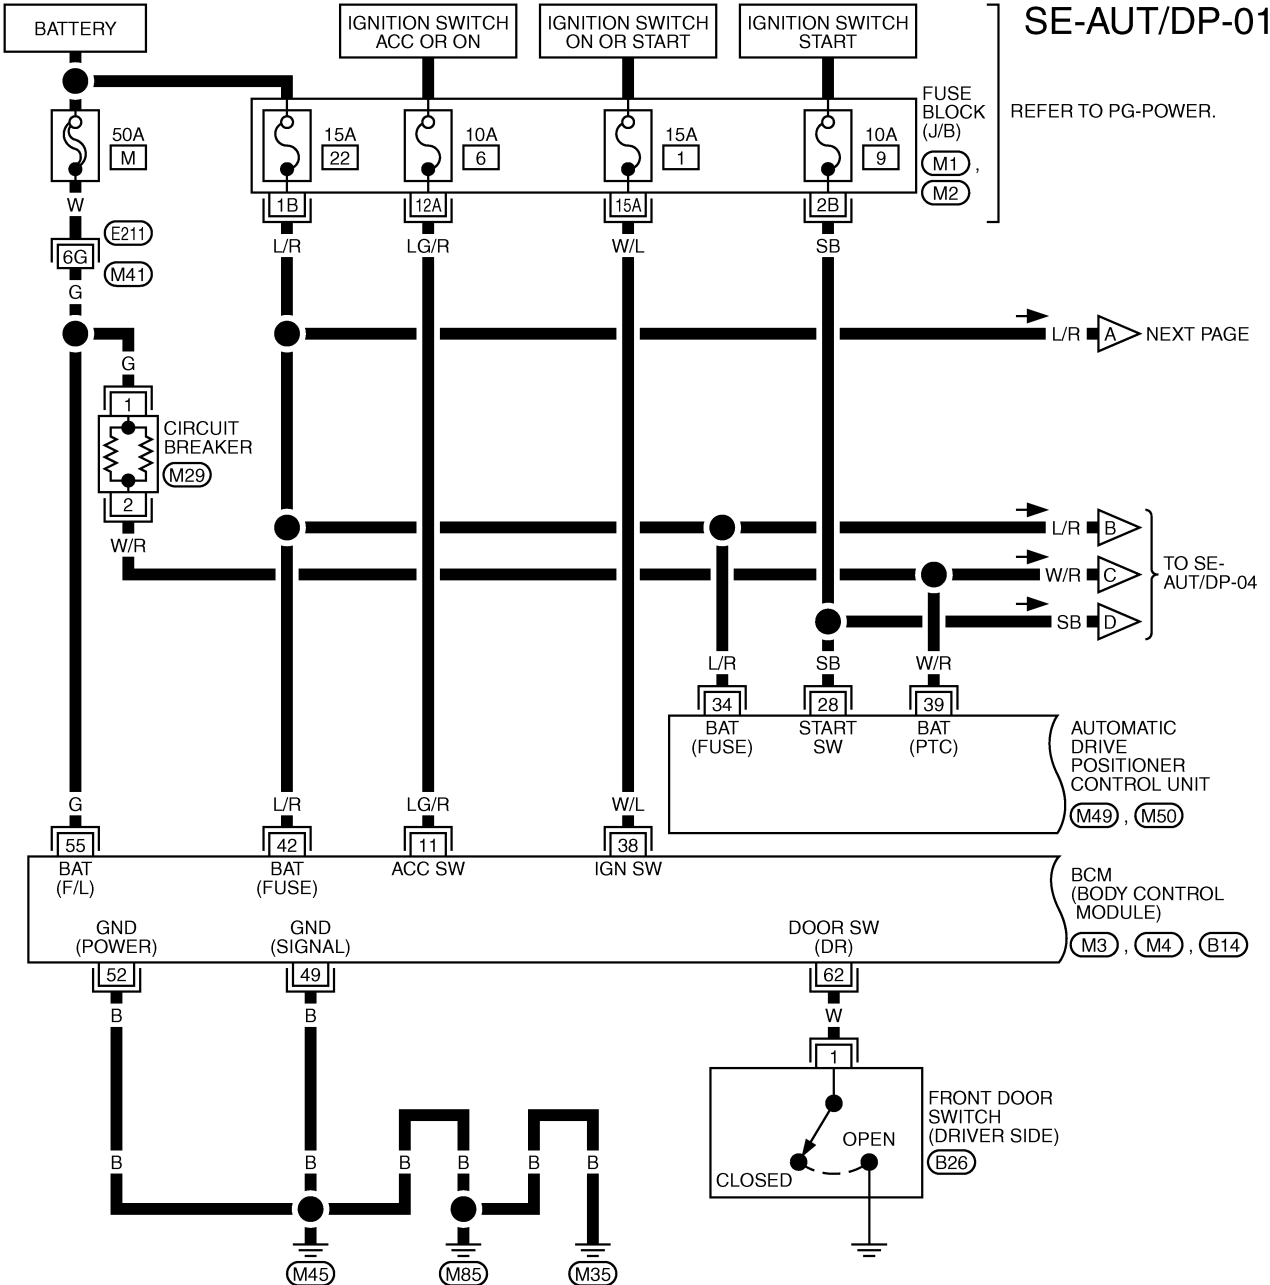 SE-AUT/DP-01
BATTERY
IGNITION SWITCH
ACC OR ON
IGNITION SWITCH
ON OR START
IGNITION SWITCH
START
FUSE
BLOCK
(J/B)
M1 ,
M2
REFER TO PG-POWER.
50A
M
15A
22
10A
6
15A
1
10A
9
1B
12A
15A
2B
W
E211
6G
M41
G
L/R
LG/R
W/L
SB
L/R
A
NEXT PAGE
G
1
CIRCUIT
BREAKER
M29
2
W/R
L/R
B
W/R
C
SB
D
TO SE-
AUT/DP-04
L/R
SB
W/R
34
28
39
BAT
(FUSE)
START
SW
BAT
(PTC)
AUTOMATIC
DRIVE
POSITIONER
CONTROL UNIT
M49 , M50
G
L/R
LG/R
W/L
55
42
11
38
BAT
(F/L)
BAT
(FUSE)
ACC SW
IGN SW
BCM
(BODY CONTROL
MODULE)
M3 , M4 , B14
GND
(POWER)
GND
(SIGNAL)
DOOR SW
(DR)
52
49
62
B
B
W
1
FRONT DOOR
SWITCH
(DRIVER SIDE)
B26
OPEN
CLOSED
B
B
B
B
B
B
M45
M85
M35